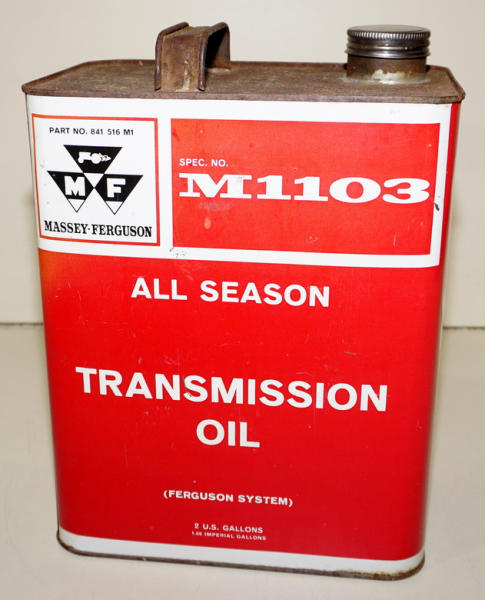 PART NO. 841 516 M1
M F
MASSEY-FERGUSON
SPEC. NO.
M1103
ALL SEASON
TRANSMISSION
OIL
(FERGUSON SYSTEM)
2 U.S. GALLONS
1.66 IMPERIAL GALLONS